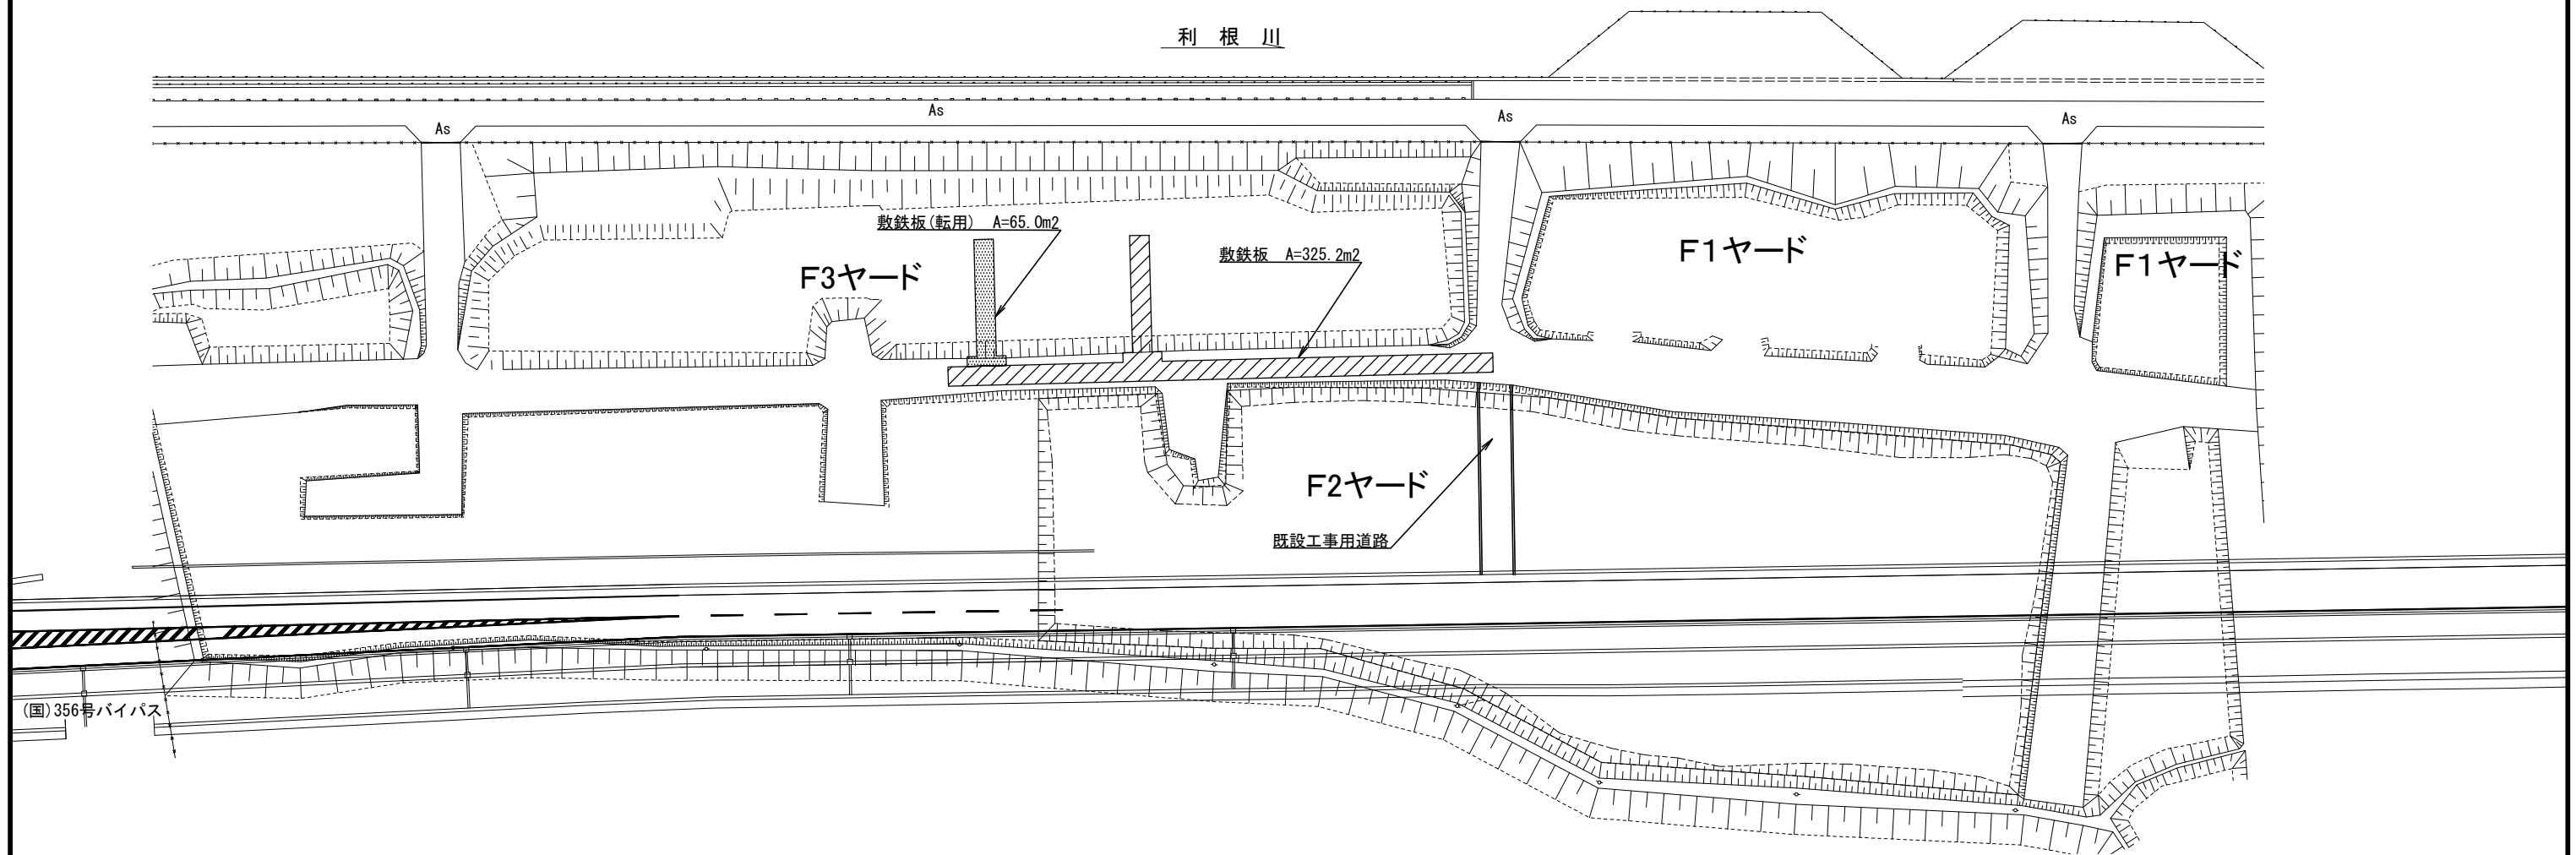 利 根 川
As
As
As
As
敷鉄板(転用) A=65.0m2
敷鉄板 A=325.2m2
F3ヤード
F1ヤード
F1ヤード
F2ヤード
既設工事用道路
(国)356号バイパス